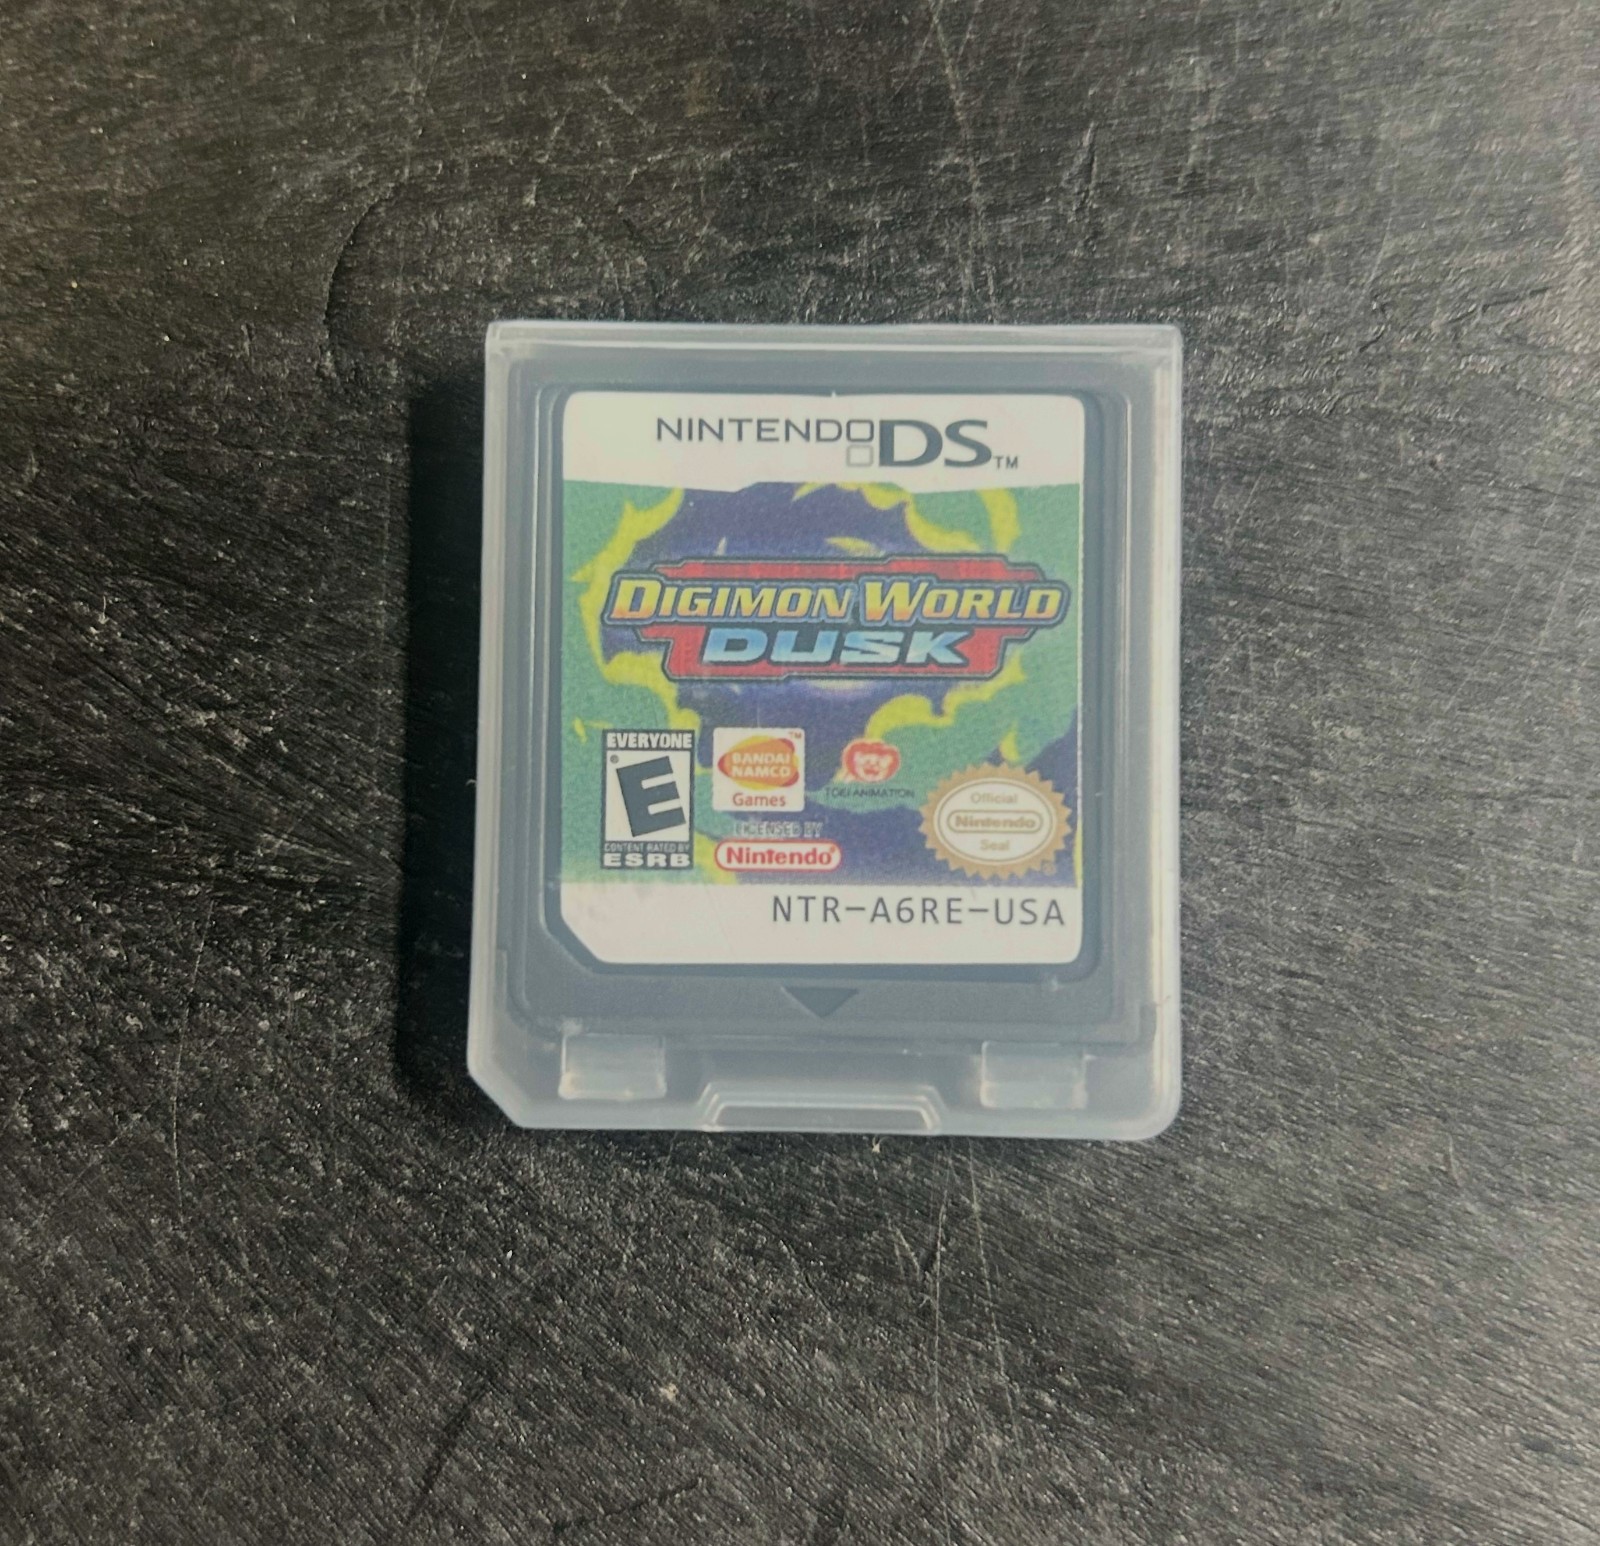 NINTENDO DS™
DIGIMON WORLD
DUSK
EVERYONE
E
CONTENT RATED BY
ESRB
BANDAI
NAMCO
Games
TM
TOEI ANIMATION
LICENSED BY
Nintendo®
Official
Nintendo
Seal
NTR-A6RE-USA